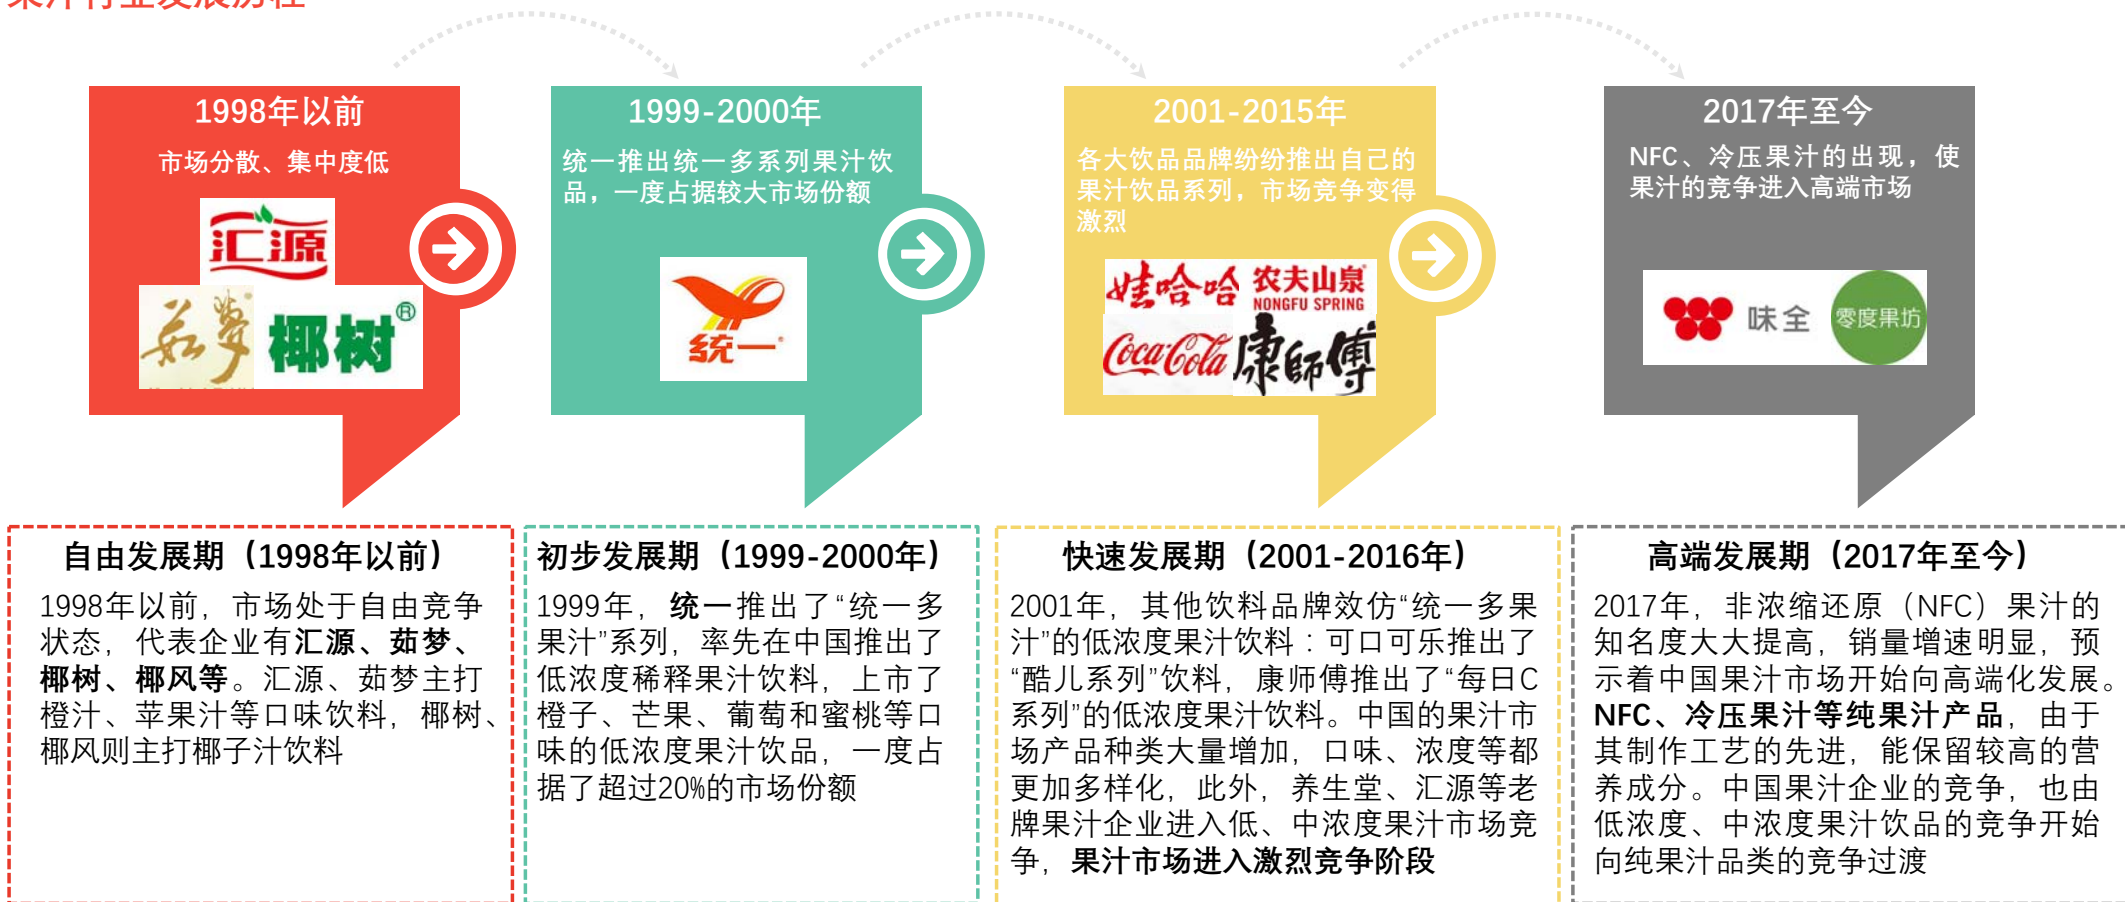 果汁行业发展历程
1998年以前
市场分散、集中度低
汇源
茹梦
椰树®
1999-2000年
统一推出统一多系列果汁饮
品，一度占据较大市场份额
统一
2001-2015年
各大饮品品牌纷纷推出自己的
果汁饮品系列，市场竞争变得
激烈
娃哈哈 农夫山泉
NONGFU SPRING
Coca-Cola 康師傅
2017年至今
NFC、冷压果汁的出现，使
果汁的竞争进入高端市场
味全 零度果坊
自由发展期（1998年以前）
1998年以前，市场处于自由竞争
状态，代表企业有汇源、茹梦、
椰树、椰风等。汇源、茹梦主打
橙汁、苹果汁等口味饮料，椰树、
椰风则主打椰子汁饮料
初步发展期（1999-2000年）
1999年，统一推出了“统一多
果汁”系列，率先在中国推出了
低浓度稀释果汁饮料，上市了
橙子、芒果、葡萄和蜜桃等口
味的低浓度果汁饮品，一度占
据了超过20%的市场份额
快速发展期（2001-2016年）
2001年，其他饮料品牌效仿“统一多果
汁”的低浓度果汁饮料：可口可乐推出了
“酷儿系列”饮料，康师傅推出了“每日C
系列”的低浓度果汁饮料。中国的果汁市
场产品种类大量增加，口味、浓度等都
更加多样化，此外，养生堂、汇源等老
牌果汁企业进入低、中浓度果汁市场竞
争，果汁市场进入激烈竞争阶段
高端发展期（2017年至今）
2017年，非浓缩还原（NFC）果汁的
知名度大大提高，销量增速明显，预
示着中国果汁市场开始向高端化发展。
NFC、冷压果汁等纯果汁产品，由于
其制作工艺的先进，能保留较高的营
养成分。中国果汁企业的竞争，也由
低浓度、中浓度果汁饮品的竞争开始
向纯果汁品类的竞争过渡